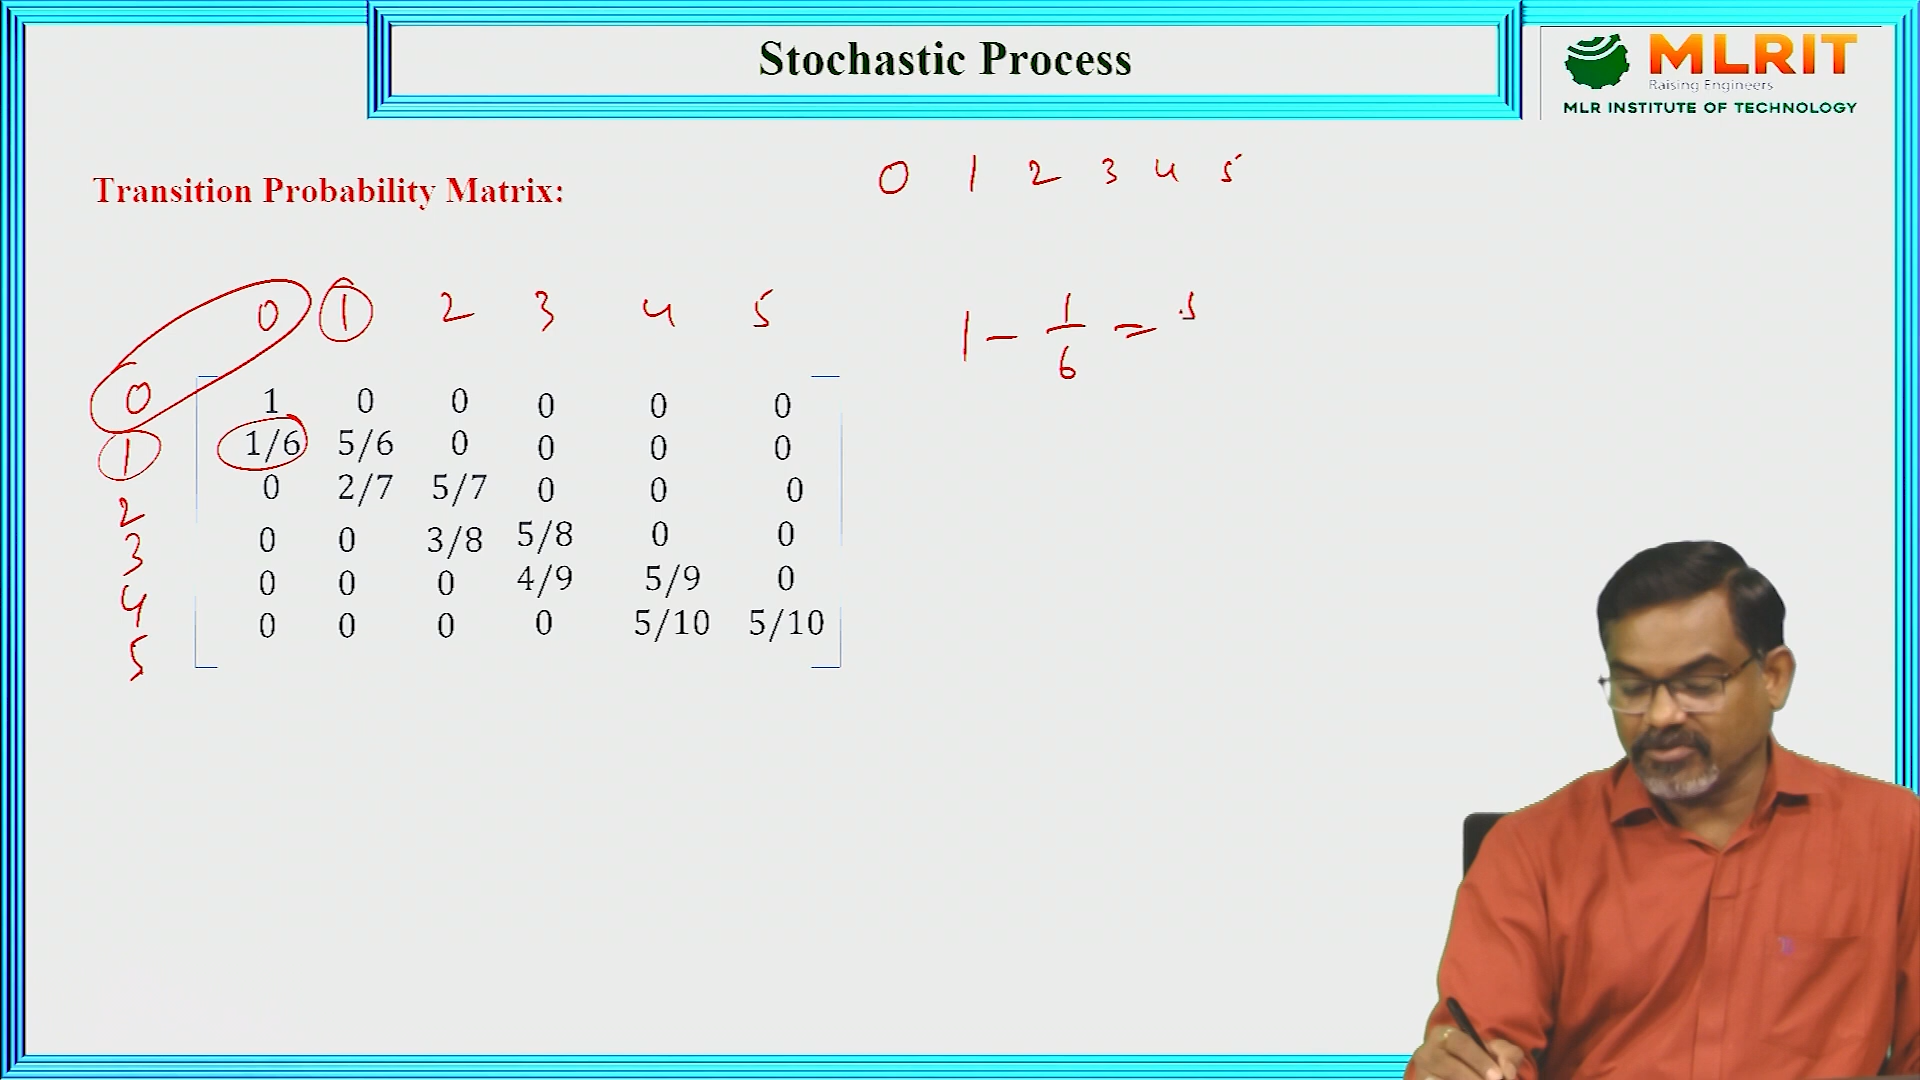 Stochastic Process
MLRIT
Raising Engineers
MLR INSTITUTE OF TECHNOLOGY
0 1 2 3 4 5
Transition Probability Matrix:
0 1 2 3 4 5
1 - 1/6 = 5
0 1 0 0 0 0 0
1 1/6 5/6 0 0 0 0
2 0 2/7 5/7 0 0 0
3 0 0 3/8 5/8 0 0
4 0 0 0 4/9 5/9 0
5 0 0 0 0 5/10 5/10